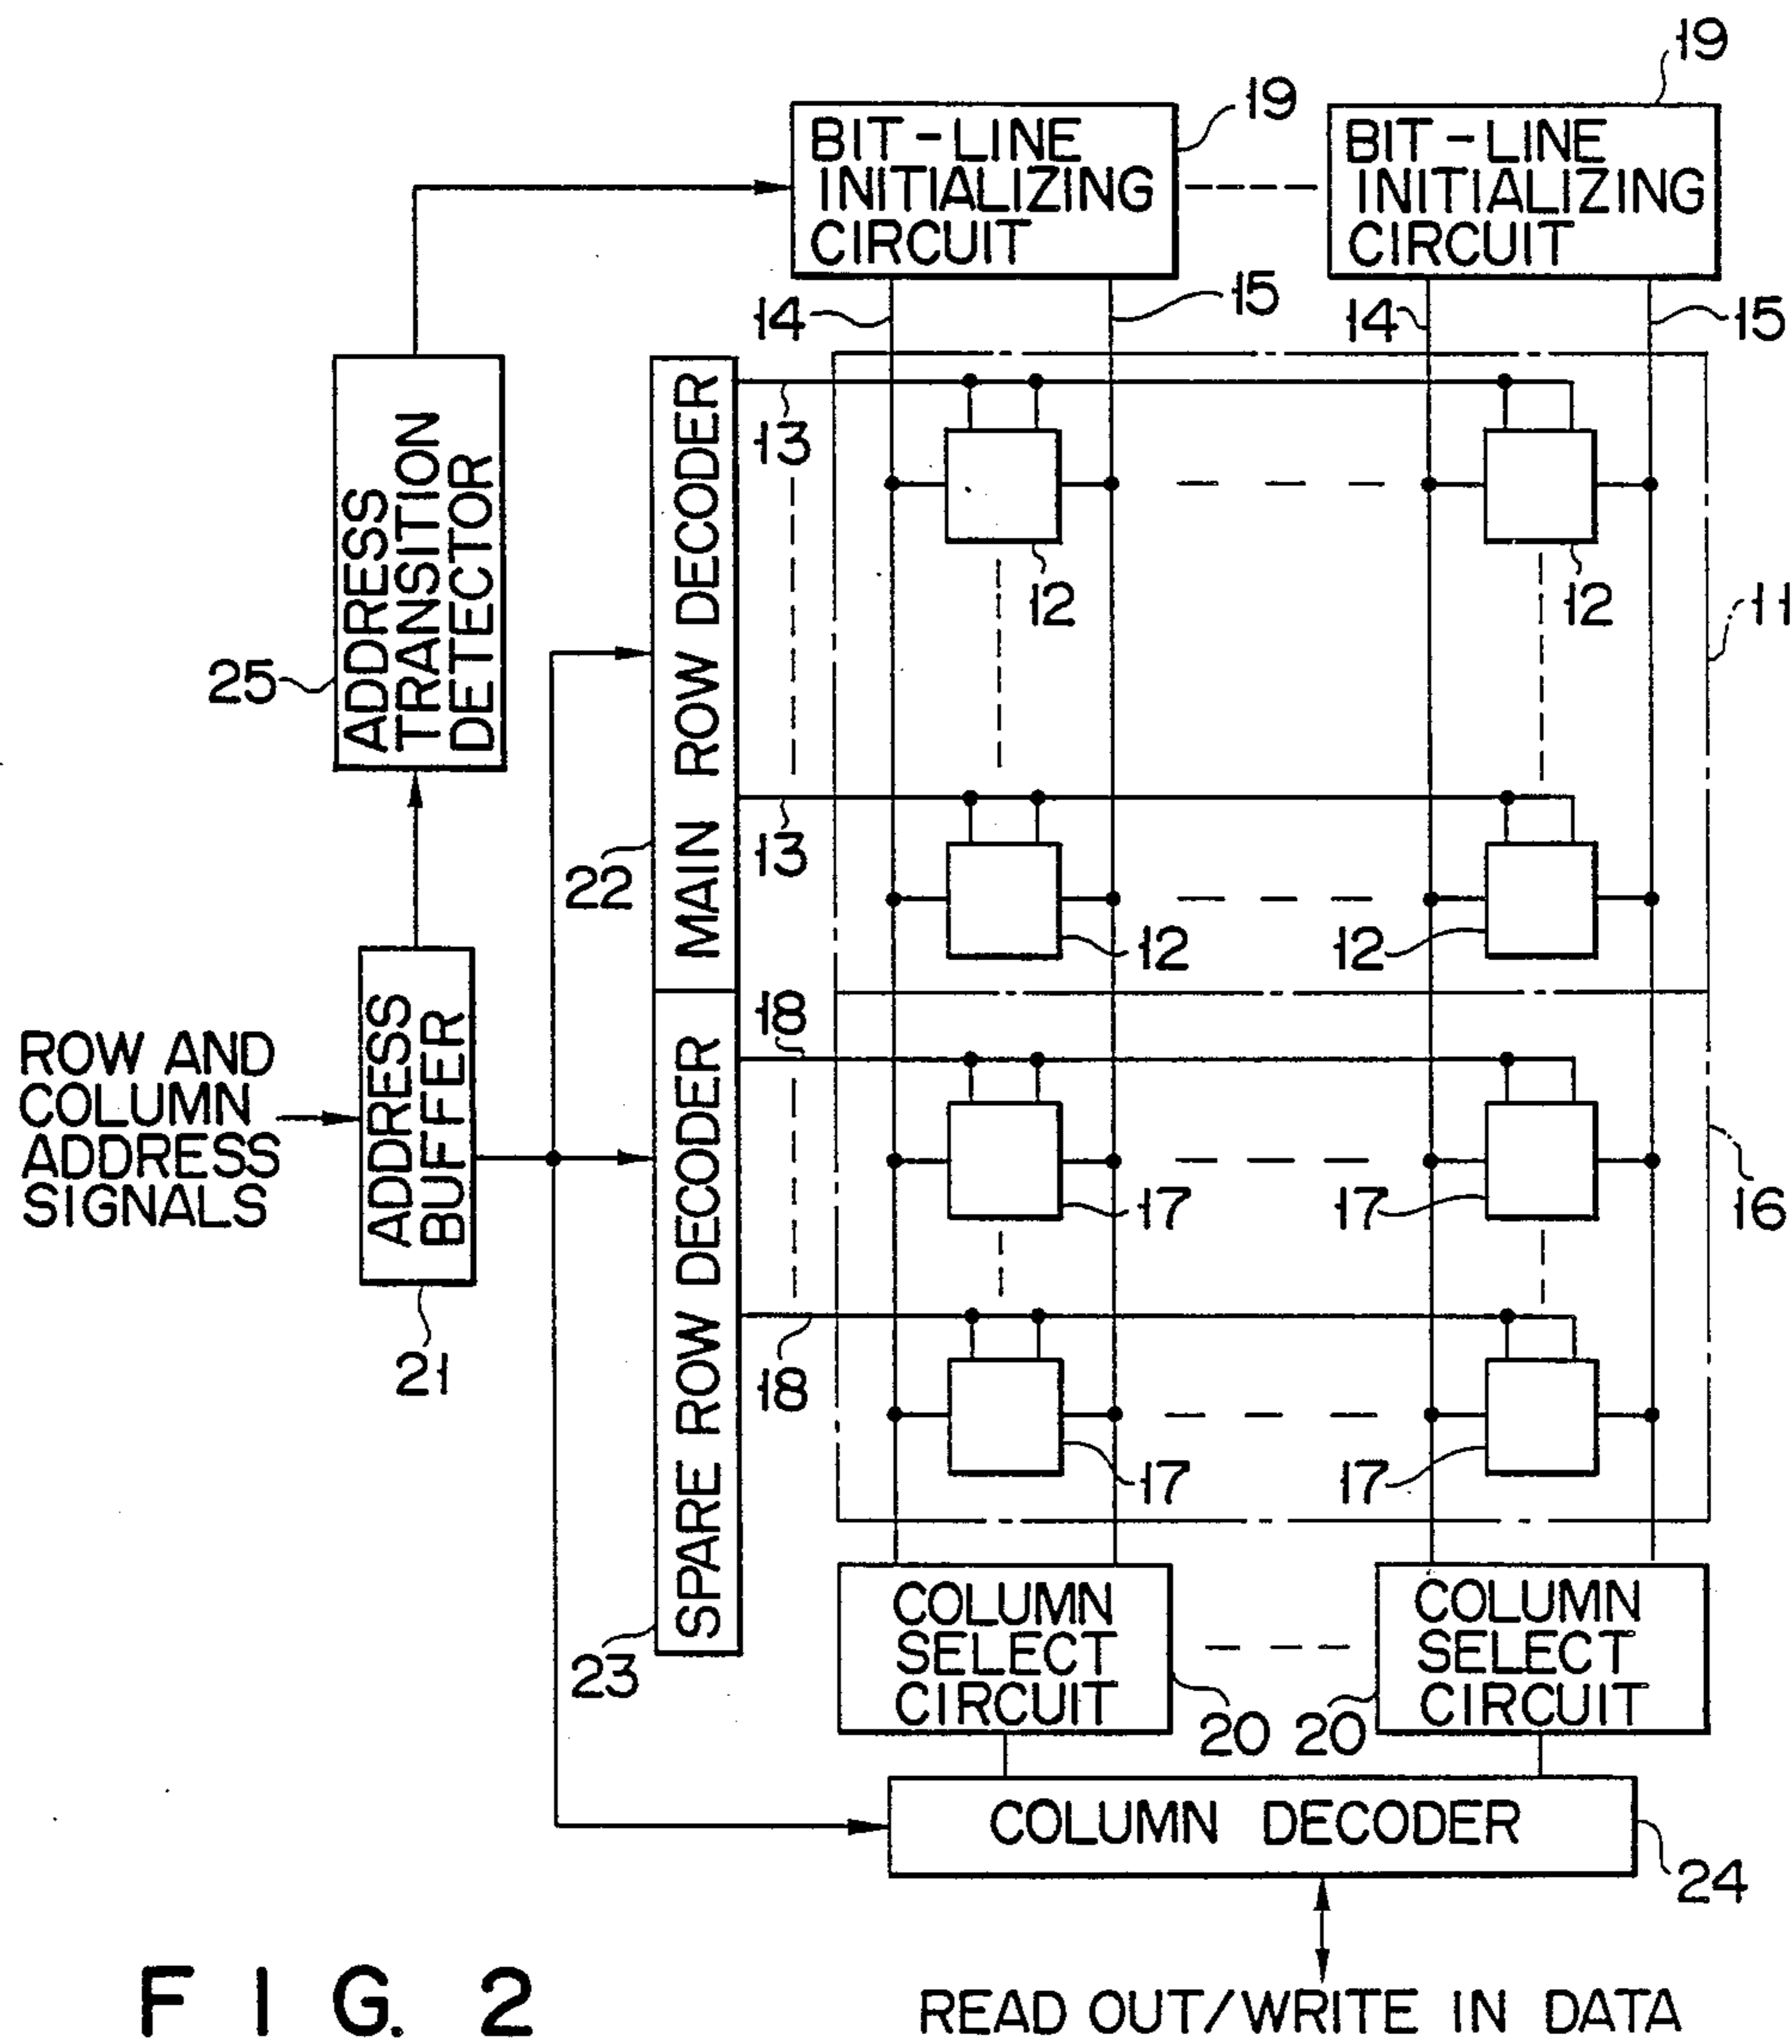 19
19
BIT-LINE
INITIALIZING
CIRCUIT
BIT-LINE
INITIALIZING
CIRCUIT
14
15
14
15
ADDRESS
TRANSITION
DETECTOR
25
MAIN ROW DECODER
22
13
12
12
11
13
12
12
ROW AND
COLUMN
ADDRESS
SIGNALS
ADDRESS
BUFFER
21
SPARE ROW DECODER
23
18
17
17
16
18
17
17
COLUMN
SELECT
CIRCUIT
COLUMN
SELECT
CIRCUIT
20
20
COLUMN DECODER
24
FIG. 2
READ OUT/WRITE IN DATA